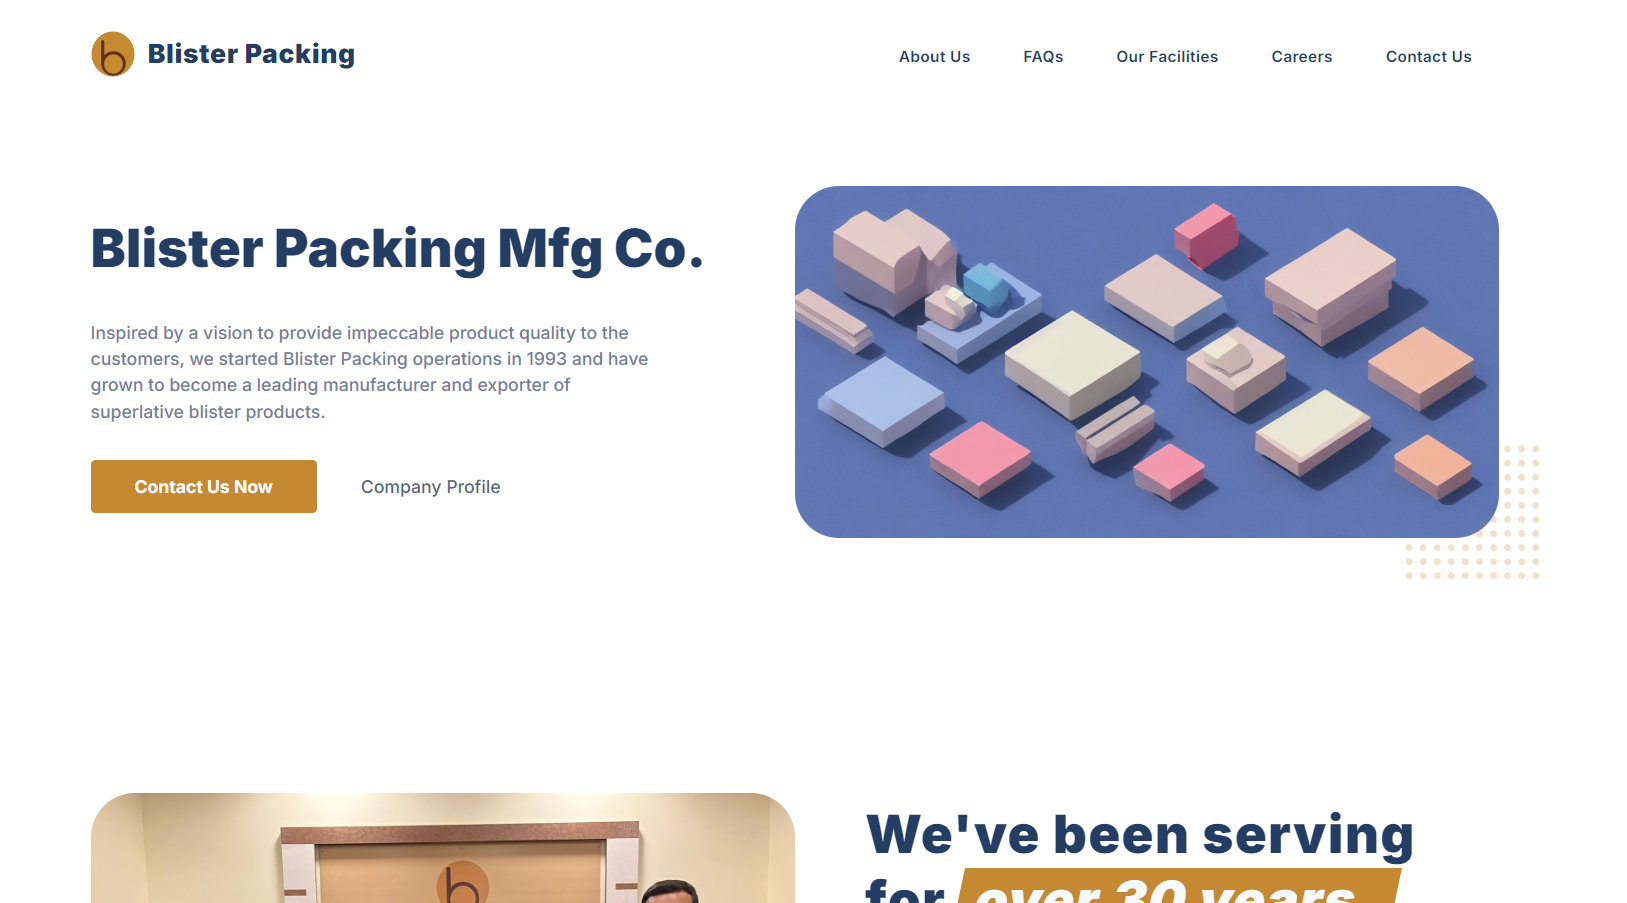 Blister Packing
About Us
FAQs
Our Facilities
Careers
Contact Us
Blister Packing Mfg Co.
Inspired by a vision to provide impeccable product quality to the
customers, we started Blister Packing operations in 1993 and have
grown to become a leading manufacturer and exporter of
superlative blister products.
Contact Us Now
Company Profile
We've been serving
for over 30 years